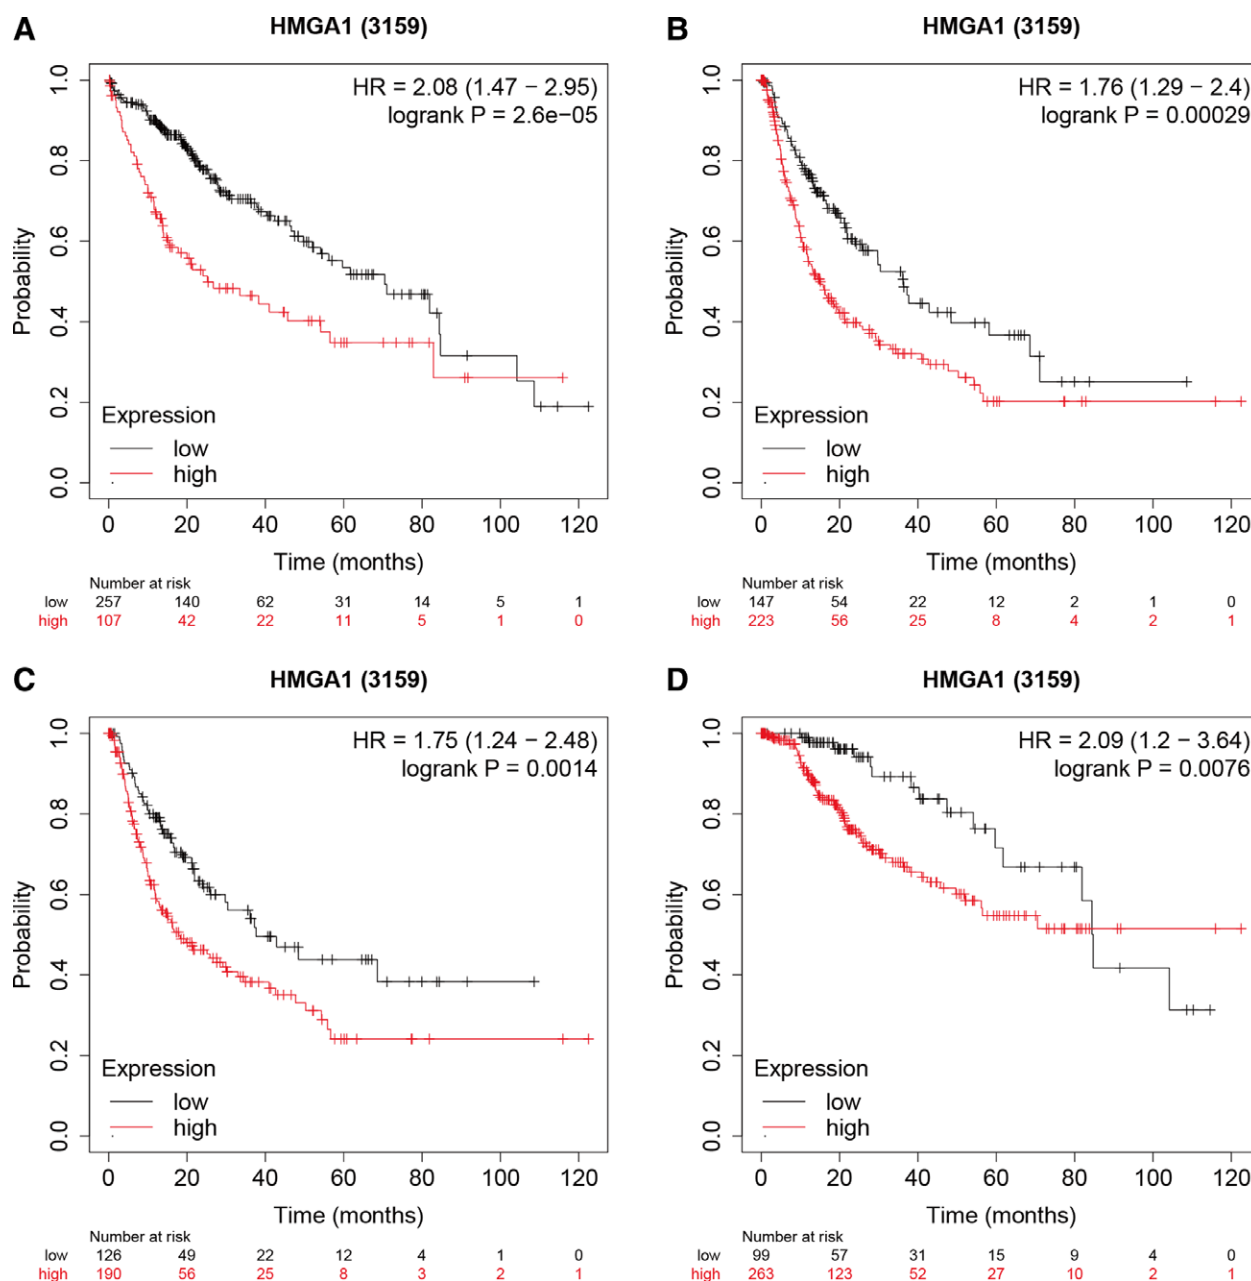 A
HMGA1 (3159)
HR = 2.08 (1.47 − 2.95)
logrank P = 2.6e−05
Probability
1.0
0.8
0.6
0.4
0.2
0.0
Expression
low
high
0 20 40 60 80 100 120
Time (months)
Number at risk
low 257 140 62 31 14 5 1
high 107 42 22 11 5 1 0
B
HMGA1 (3159)
HR = 1.76 (1.29 − 2.4)
logrank P = 0.00029
Probability
1.0
0.8
0.6
0.4
0.2
0.0
Expression
low
high
0 20 40 60 80 100 120
Time (months)
Number at risk
low 147 54 22 12 2 1 0
high 223 56 25 8 4 2 1
C
HMGA1 (3159)
HR = 1.75 (1.24 − 2.48)
logrank P = 0.0014
Probability
1.0
0.8
0.6
0.4
0.2
0.0
Expression
low
high
0 20 40 60 80 100 120
Time (months)
Number at risk
low 126 49 22 12 4 1 0
high 190 56 25 8 3 2 1
D
HMGA1 (3159)
HR = 2.09 (1.2 − 3.64)
logrank P = 0.0076
Probability
1.0
0.8
0.6
0.4
0.2
0.0
Expression
low
high
0 20 40 60 80 100 120
Time (months)
Number at risk
low 99 57 31 15 9 4 0
high 263 123 52 27 10 2 1